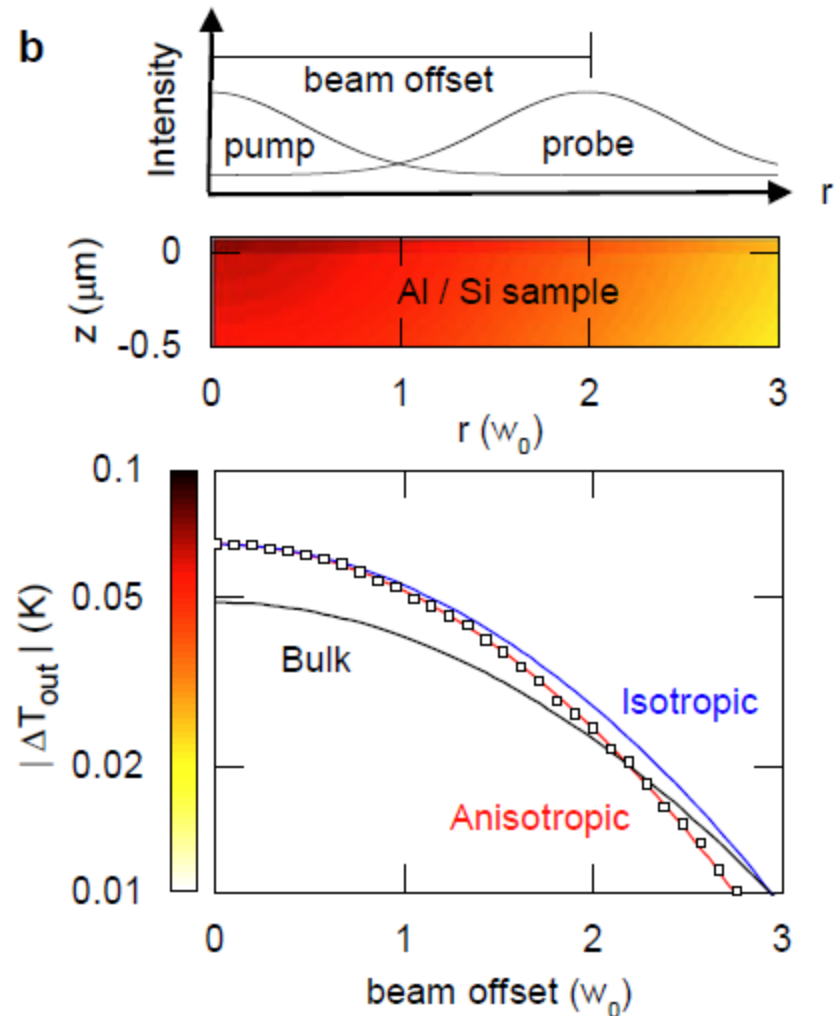 b
Intensity
beam offset
pump
probe
r
z (μm)
0
-0.5
Al / Si sample
0 1 2 3
r (w₀)
|ΔT_out| (K)
0.1
0.05
0.02
0.01
Bulk
Isotropic
Anisotropic
0 1 2 3
beam offset (w₀)